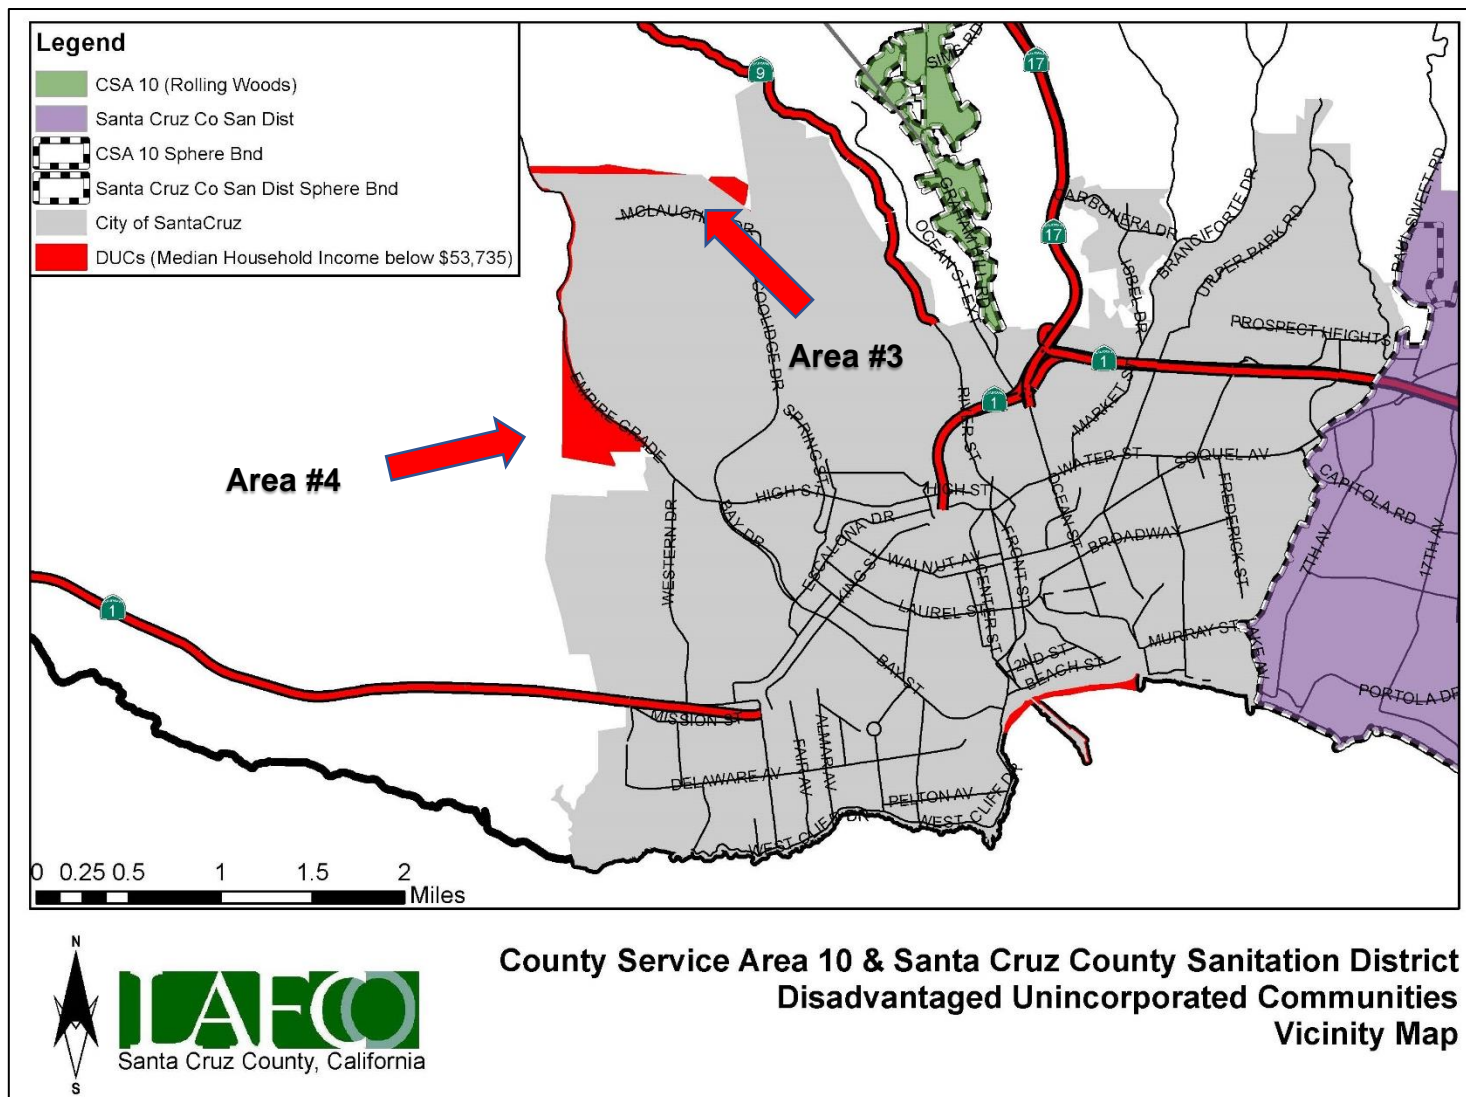 Legend
CSA 10 (Rolling Woods)
Santa Cruz Co San Dist
CSA 10 Sphere Bnd
Santa Cruz Co San Dist Sphere Bnd
City of SantaCruz
DUCs (Median Household Income below $53,735)
9
17
SIMS RD
GRAHAM HILL RD
OCEAN ST EXT
17
CARBONERA DR
ISBEL DR
BRANCIFORTE DR
UPPER PARK RD
PAUL SWEET RD
PROSPECT HEIGHTS
COOLIDGE DR
Area #3
1
1
MARKET ST
RIVER ST
EMPIRE GRADE
Area #4
SPRING ST
HIGH ST
HIGH ST
WATER ST
SOQUEL AV
OCEAN ST
CAPITOLA RD
FREDERICK ST
7TH AV
17TH AV
BAY DR
WESTERN DR
ESCALONA DR
KING ST
WALNUT AV
BROADWAY
FRONT ST
CENTER ST
LAUREL ST
1
MURRAY ST
2ND ST
BEACH ST
BAY ST
PORTOLA DR
MISSION ST
FAIR AV
ALMAR AV
DELAWARE AV
PELTON AV
WEST CLIFF DR
WEST CLIFF DR
0 0.25 0.5 1 1.5 2
Miles
N
S
LAFCO
Santa Cruz County, California
County Service Area 10 & Santa Cruz County Sanitation District
Disadvantaged Unincorporated Communities
Vicinity Map